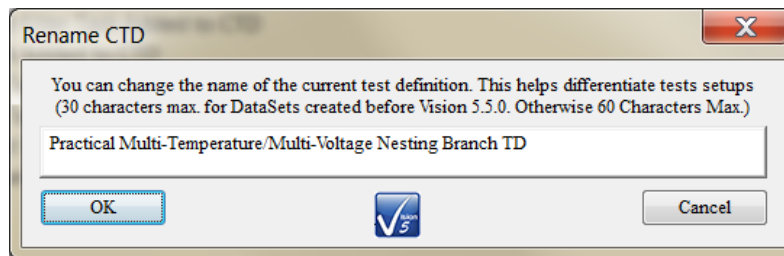 Rename CTD
You can change the name of the current test definition. This helps differentiate tests setups
(30 characters max. for DataSets created before Vision 5.5.0. Otherwise 60 Characters Max.)
Practical Multi-Temperature/Multi-Voltage Nesting Branch TD
OK
Vision
5
Cancel